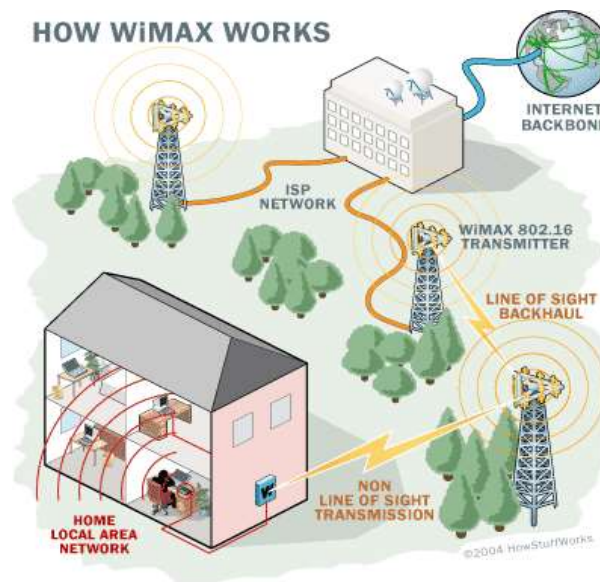 HOW WiMAX WORKS
INTERNET
BACKBONE
ISP
NETWORK
WiMAX 802.16
TRANSMITTER
LINE OF SIGHT
BACKHAUL
NON
LINE OF SIGHT
TRANSMISSION
HOME
LOCAL AREA
NETWORK
©2004 HowStuffWorks